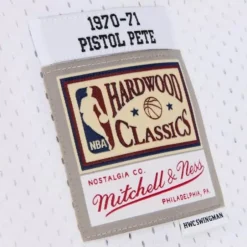 1970-71
PISTOL PETE
HARDWOOD
NBA
CLASSICS
NOSTALGIA CO.
Mitchell & Ness
PHILADELPHIA, PA.
HWCSWINGMAN